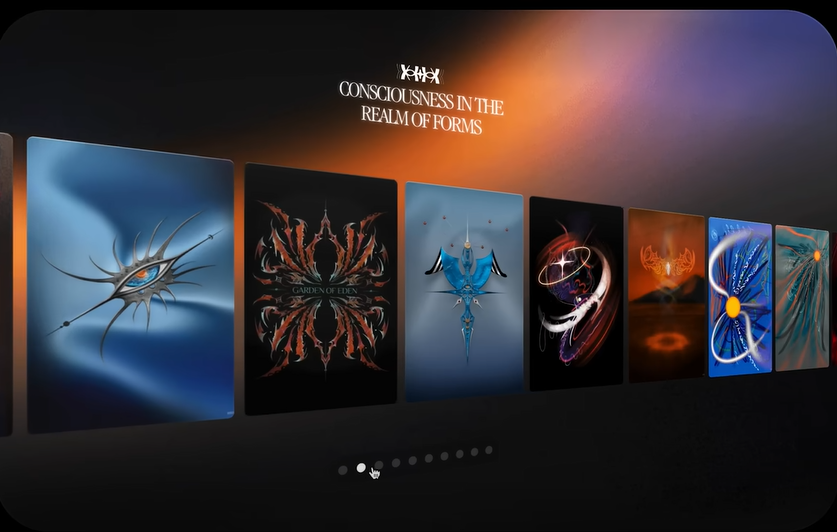 CONSCIOUSNESS IN THE
REALM OF FORMS
GARDEN OF EDEN